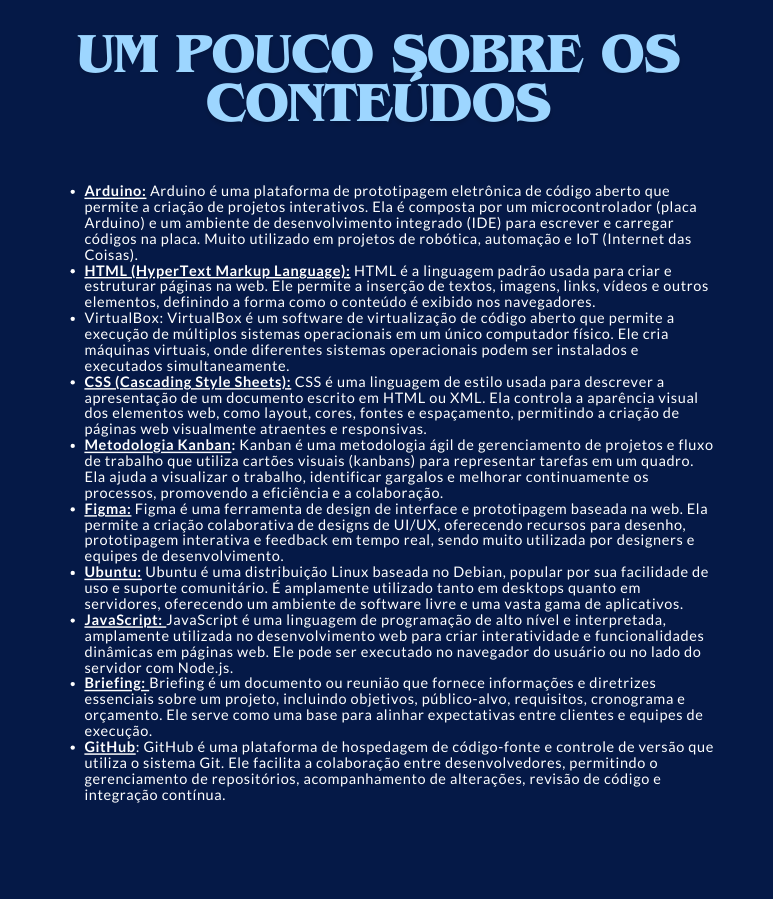 UM POUCO SOBRE OS
CONTEÚDOS
• Arduino: Arduino é uma plataforma de prototipagem eletrônica de código aberto que
permite a criação de projetos interativos. Ela é composta por um microcontrolador (placa
Arduino) e um ambiente de desenvolvimento integrado (IDE) para escrever e carregar
códigos na placa. Muito utilizado em projetos de robótica, automação e IoT (Internet das
Coisas).
• HTML (HyperText Markup Language): HTML é a linguagem padrão usada para criar e
estruturar páginas na web. Ele permite a inserção de textos, imagens, links, vídeos e outros
elementos, definindo a forma como o conteúdo é exibido nos navegadores.
• VirtualBox: VirtualBox é um software de virtualização de código aberto que permite a
execução de múltiplos sistemas operacionais em um único computador físico. Ele cria
máquinas virtuais, onde diferentes sistemas operacionais podem ser instalados e
executados simultaneamente.
• CSS (Cascading Style Sheets): CSS é uma linguagem de estilo usada para descrever a
apresentação de um documento escrito em HTML ou XML. Ela controla a aparência visual
dos elementos web, como layout, cores, fontes e espaçamento, permitindo a criação de
páginas web visualmente atraentes e responsivas.
• Metodologia Kanban: Kanban é uma metodologia ágil de gerenciamento de projetos e fluxo
de trabalho que utiliza cartões visuais (kanbans) para representar tarefas em um quadro.
Ela ajuda a visualizar o trabalho, identificar gargalos e melhorar continuamente os
processos, promovendo a eficiência e a colaboração.
• Figma: Figma é uma ferramenta de design de interface e prototipagem baseada na web. Ela
permite a criação colaborativa de designs de UI/UX, oferecendo recursos para desenho,
prototipagem interativa e feedback em tempo real, sendo muito utilizada por designers e
equipes de desenvolvimento.
• Ubuntu: Ubuntu é uma distribuição Linux baseada no Debian, popular por sua facilidade de
uso e suporte comunitário. É amplamente utilizado tanto em desktops quanto em
servidores, oferecendo um ambiente de software livre e uma vasta gama de aplicativos.
• JavaScript: JavaScript é uma linguagem de programação de alto nível e interpretada,
amplamente utilizada no desenvolvimento web para criar interatividade e funcionalidades
dinâmicas em páginas web. Ele pode ser executado no navegador do usuário ou no lado do
servidor com Node.js.
• Briefing: Briefing é um documento ou reunião que fornece informações e diretrizes
essenciais sobre um projeto, incluindo objetivos, público-alvo, requisitos, cronograma e
orçamento. Ele serve como uma base para alinhar expectativas entre clientes e equipes de
execução.
• GitHub: GitHub é uma plataforma de hospedagem de código-fonte e controle de versão que
utiliza o sistema Git. Ele facilita a colaboração entre desenvolvedores, permitindo o
gerenciamento de repositórios, acompanhamento de alterações, revisão de código e
integração contínua.